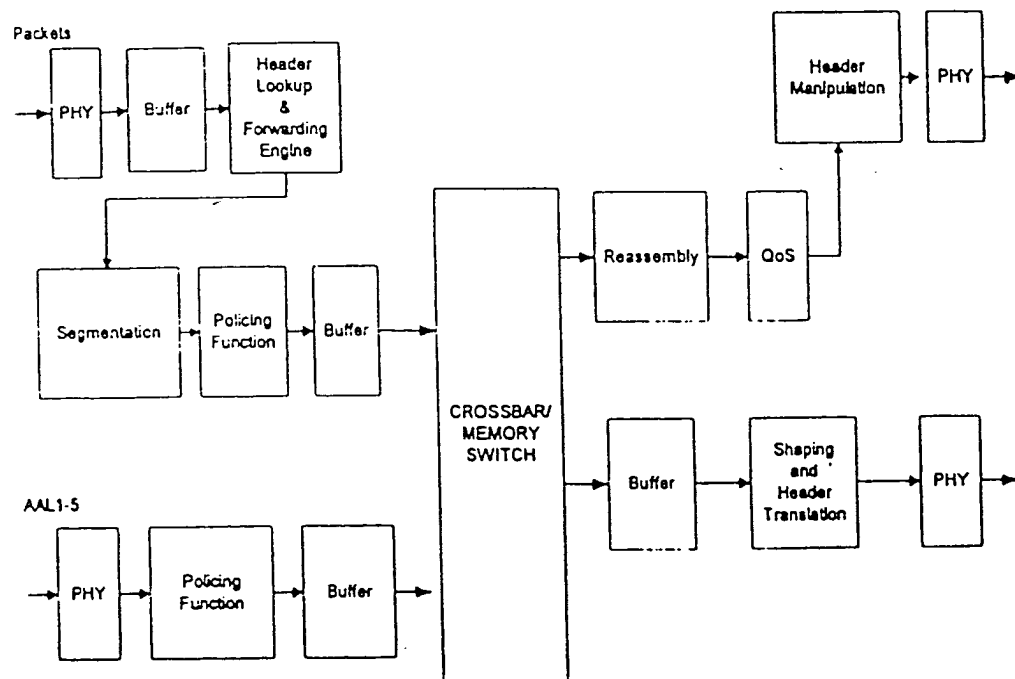 Packets
PHY
Buffer
Header
Lookup
&
Forwarding
Engine
Header
Manipulation
PHY
Segmentation
Policing
Function
Buffer
Reassembly
QoS
CROSSBAR/
MEMORY
SWITCH
Buffer
Shaping
and
Header
Translation
PHY
AAL1-5
PHY
Policing
Function
Buffer